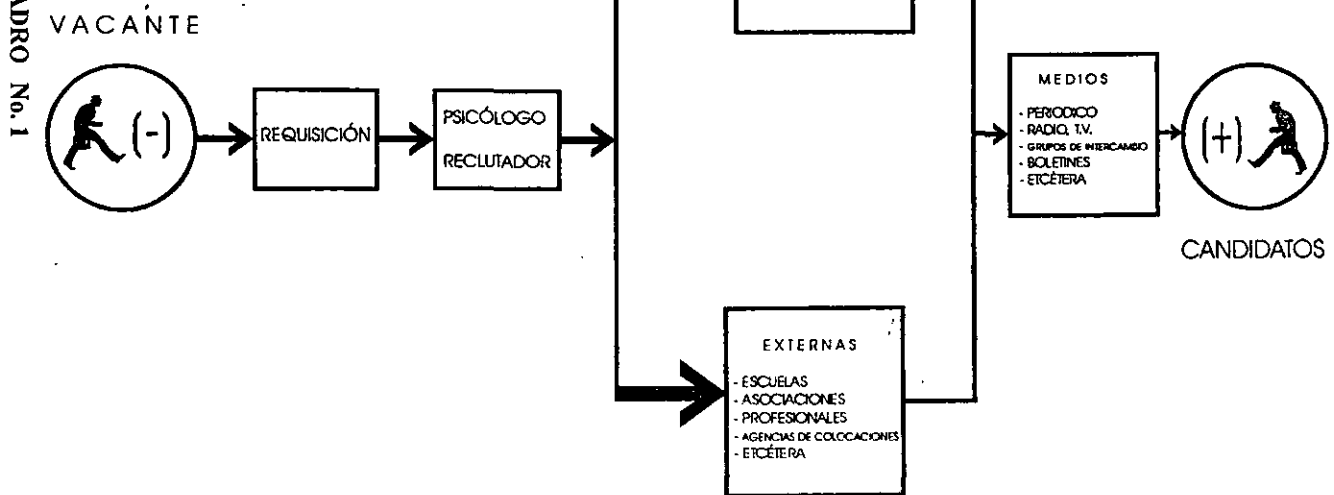 ADRO No. 1
VACANTE
(-)
REQUISICIÓN
PSICÓLOGO
RECLUTADOR
EXTERNAS
- ESCUELAS
- ASOCIACIONES
- PROFESIONALES
- AGENCIAS DE COLOCACIONES
- ETCÉTERA
MEDIOS
- PERIODICO
- RADIO, T.V.
- GRUPOS DE INTERCAMBIO
- BOLETINES
- ETCÉTERA
(+)
CANDIDATOS